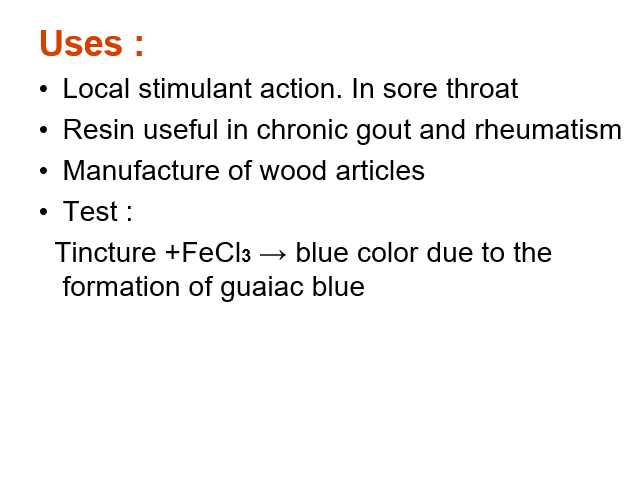 Uses :
• Local stimulant action. In sore throat
• Resin useful in chronic gout and rheumatism
• Manufacture of wood articles
• Test :
Tincture +FeCl₃ → blue color due to the
formation of guaiac blue